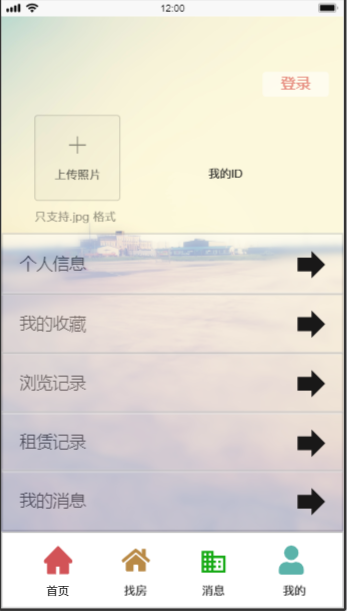 12:00
登录
上传照片
我的ID
只支持.jpg 格式
个人信息
我的收藏
浏览记录
租赁记录
我的消息
首页 找房 消息 我的